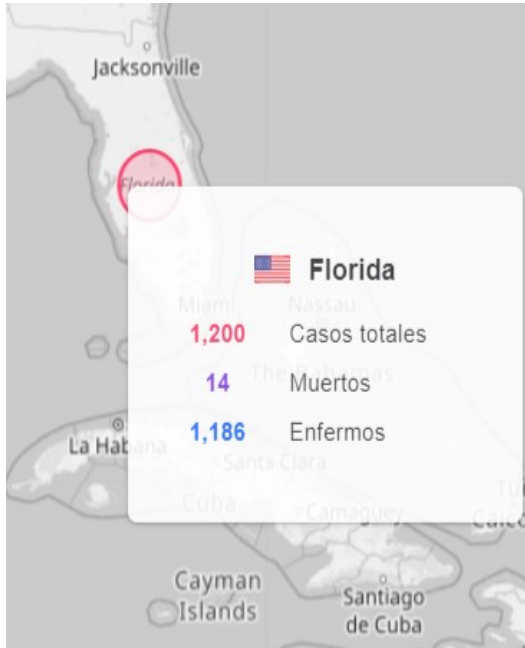 Jacksonville
Florida
Florida
Miami Nassau
1,200 Casos totales
The Bahamas
14 Muertos
1,186 Enfermos
La Habana
Santa Clara
Cuba
Camagüey
Cayman
Islands
Santiago
de Cuba